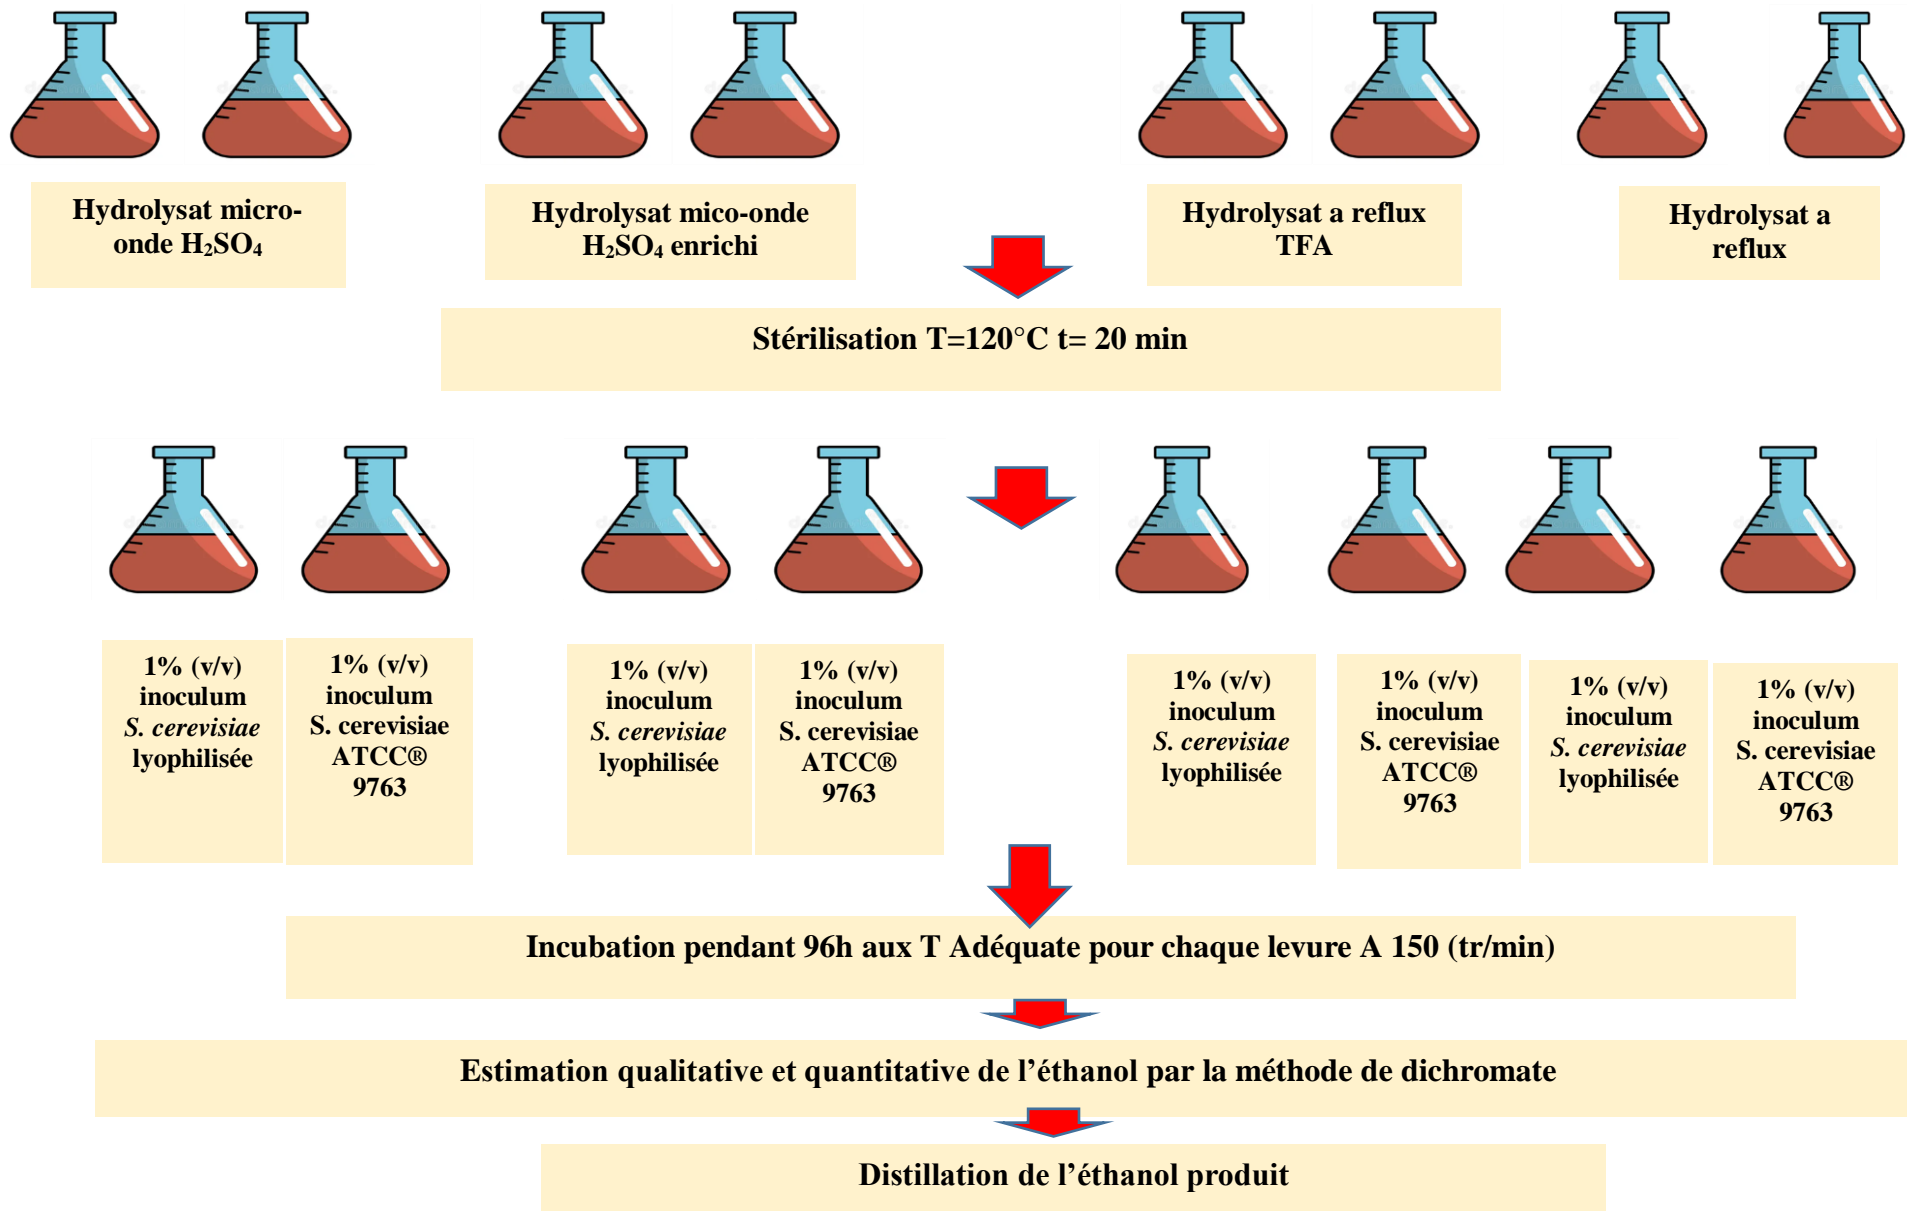 Hydrolysat micro-
onde H₂SO₄
Hydrolysat mico-onde
H₂SO₄ enrichi
Hydrolysat a reflux
TFA
Hydrolysat a
reflux
Stérilisation T=120°C t= 20 min
1% (v/v)
inoculum
S. cerevisiae
lyophilisée
1% (v/v)
inoculum
S. cerevisiae
ATCC®
9763
1% (v/v)
inoculum
S. cerevisiae
lyophilisée
1% (v/v)
inoculum
S. cerevisiae
ATCC®
9763
1% (v/v)
inoculum
S. cerevisiae
lyophilisée
1% (v/v)
inoculum
S. cerevisiae
ATCC®
9763
1% (v/v)
inoculum
S. cerevisiae
lyophilisée
1% (v/v)
inoculum
S. cerevisiae
ATCC®
9763
Incubation pendant 96h aux T Adéquate pour chaque levure A 150 (tr/min)
Estimation qualitative et quantitative de l’éthanol par la méthode de dichromate
Distillation de l’éthanol produit